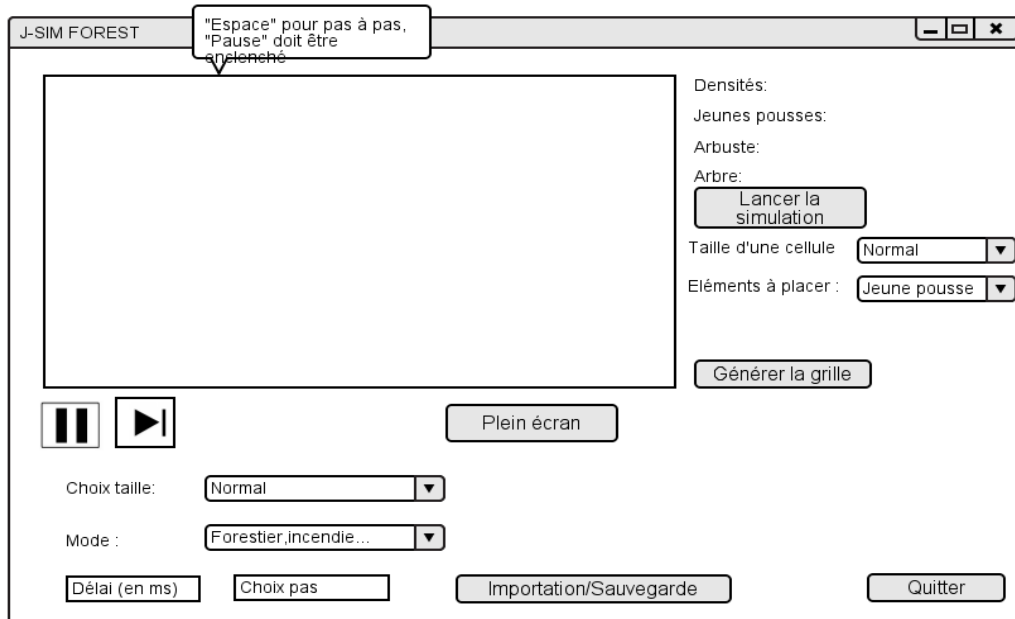 J-SIM FOREST
"Espace" pour pas à pas,
"Pause" doit être
enclenché
Densités:
Jeunes pousses:
Arbuste:
Arbre:
Lancer la
simulation
Taille d'une cellule
Normal
Eléments à placer :
Jeune pousse
Générer la grille
Plein écran
Choix taille:
Normal
Mode :
Forestier,incendie...
Délai (en ms)
Choix pas
Importation/Sauvegarde
Quitter